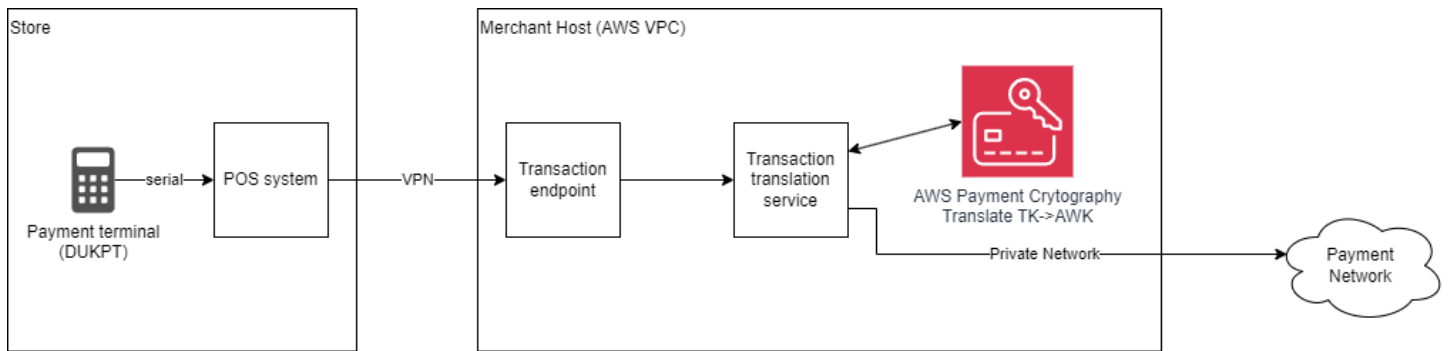 Store
Merchant Host (AWS VPC)
Payment terminal
(DUKPT)
serial
POS system
VPN
Transaction
endpoint
Transaction
translation
service
AWS Payment Crytography
Translate TK->AWK
Private Network
Payment
Network